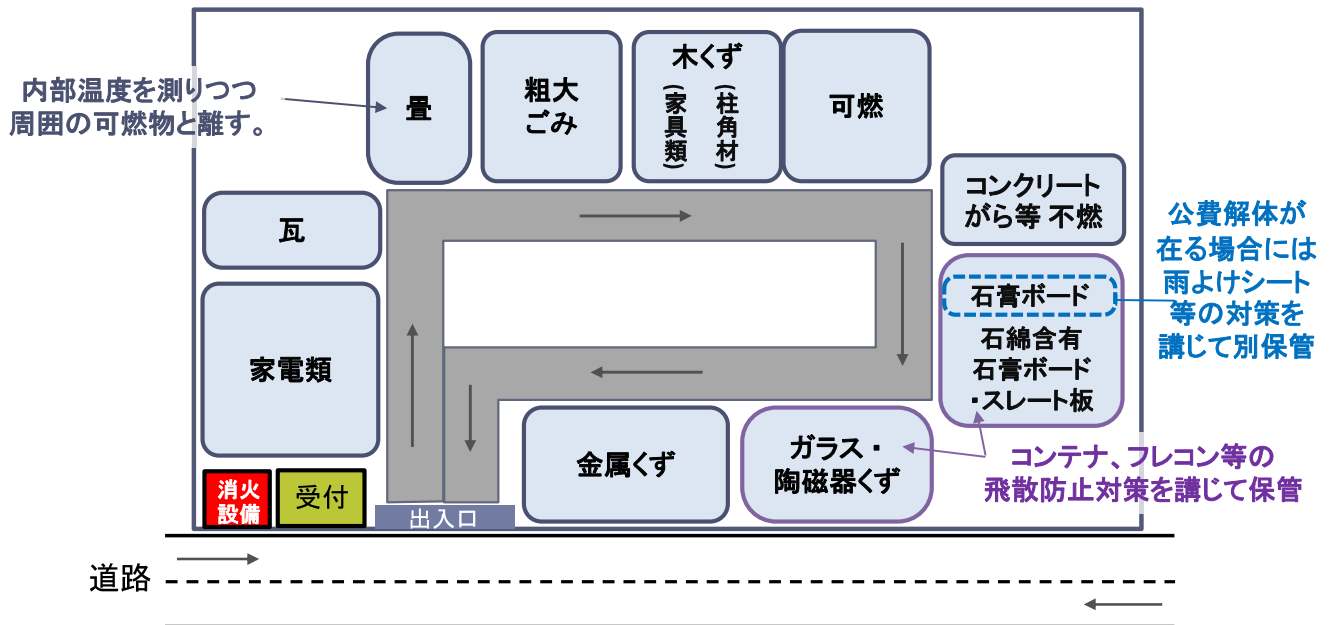 内部温度を測りつつ
周囲の可燃物と離す。
畳
粗大
ごみ
木くず
(家具類)
(柱角材)
可燃
瓦
コンクリート
がら等 不燃
公費解体が
在る場合には
雨よけシート
等の対策を
講じて別保管
石膏ボード
石綿含有
石膏ボード
・スレート板
家電類
金属くず
ガラス・
陶磁器くず
コンテナ、フレコン等の
飛散防止対策を講じて保管
消火
設備
受付
出入口
道路